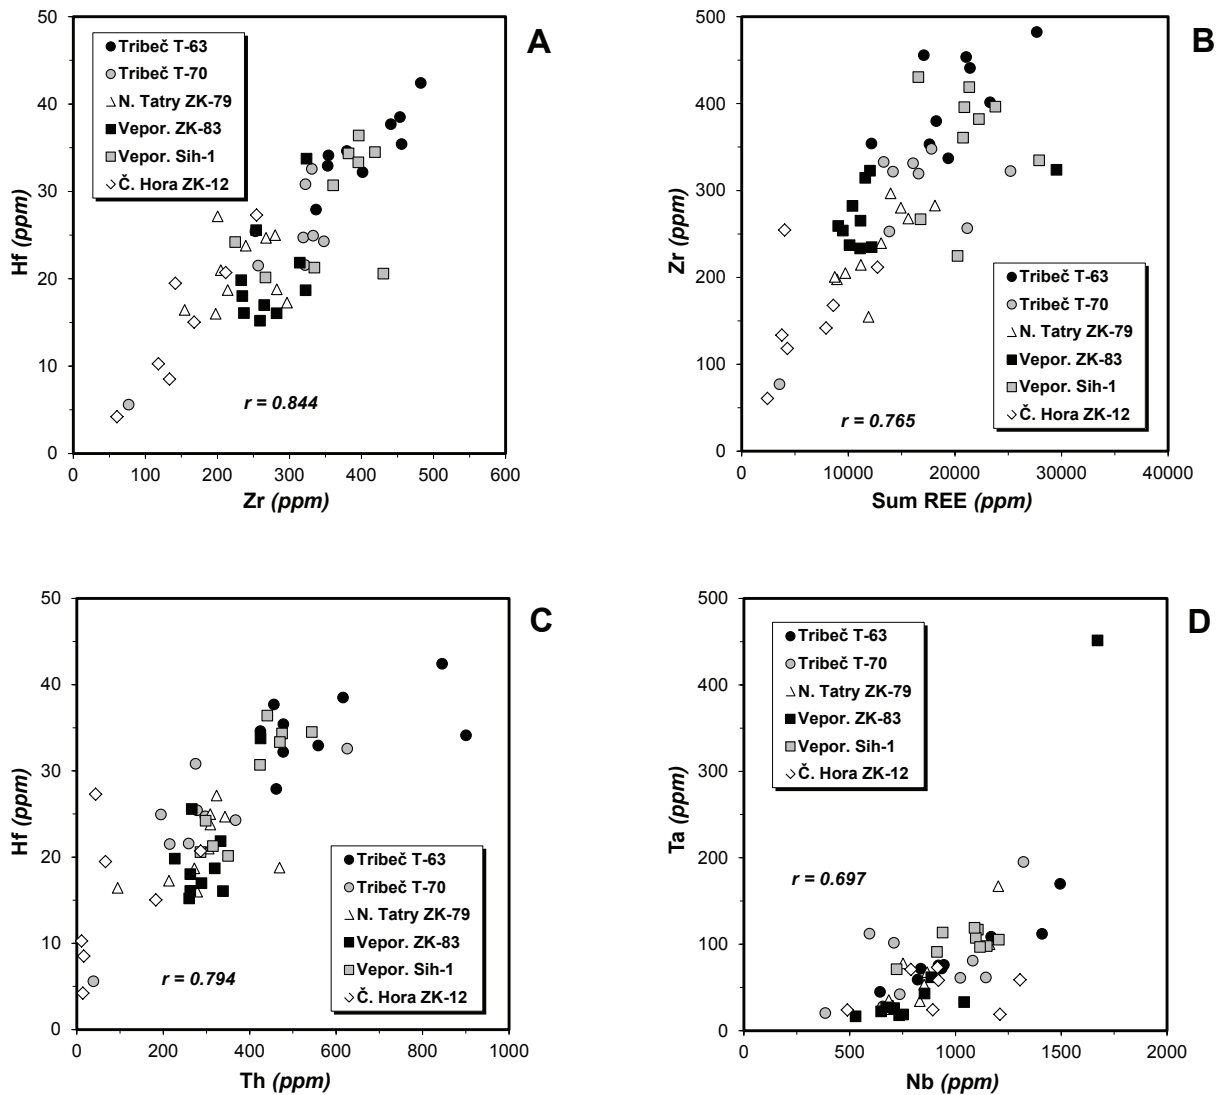 A
50
40
30
20
10
0
Hf (ppm)
Tribeč T-63
Tribeč T-70
N. Tatry ZK-79
Vepor. ZK-83
Vepor. Sih-1
Č. Hora ZK-12
r = 0.844
0 100 200 300 400 500 600
Zr (ppm)
B
500
400
300
200
100
0
Zr (ppm)
Tribeč T-63
Tribeč T-70
N. Tatry ZK-79
Vepor. ZK-83
Vepor. Sih-1
Č. Hora ZK-12
r = 0.765
0 10000 20000 30000 40000
Sum REE (ppm)
C
50
40
30
20
10
0
Hf (ppm)
Tribeč T-63
Tribeč T-70
N. Tatry ZK-79
Vepor. ZK-83
Vepor. Sih-1
Č. Hora ZK-12
r = 0.794
0 200 400 600 800 1000
Th (ppm)
D
500
400
300
200
100
0
Ta (ppm)
Tribeč T-63
Tribeč T-70
N. Tatry ZK-79
Vepor. ZK-83
Vepor. Sih-1
Č. Hora ZK-12
r = 0.697
0 500 1000 1500 2000
Nb (ppm)